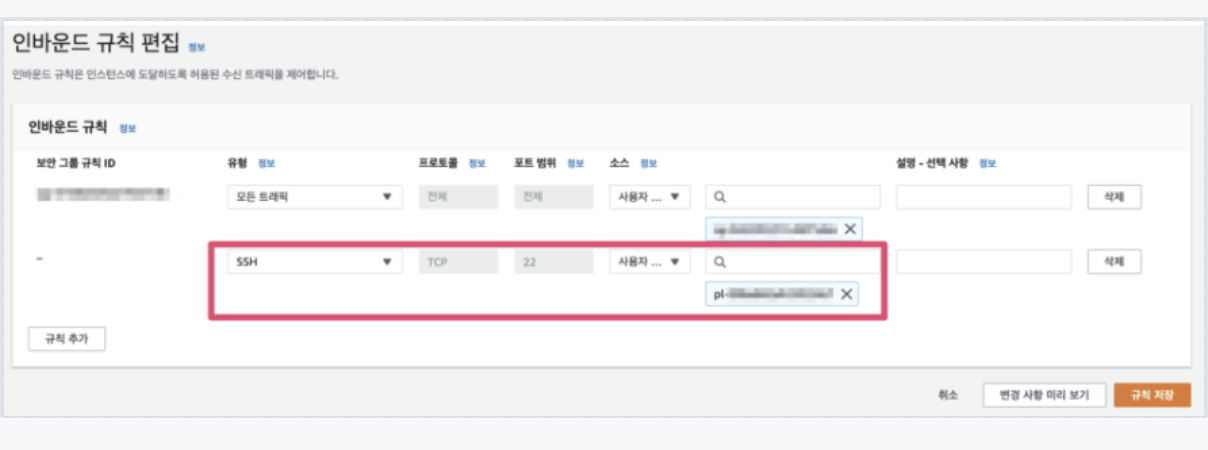 인바운드 규칙 편집 정보
인바운드 규칙은 인스턴스에 도달하도록 허용된 수신 트래픽을 제어합니다.
인바운드 규칙 정보
보안 그룹 규칙 ID 유형 정보 프로토콜 정보 포트 범위 정보 소스 정보 설명 - 선택 사항 정보
모든 트래픽 전체 전체 사용자 ... 삭제
- SSH TCP 22 사용자 ... 삭제
pl-
규칙 추가
취소 변경 사항 미리 보기 규칙 저장